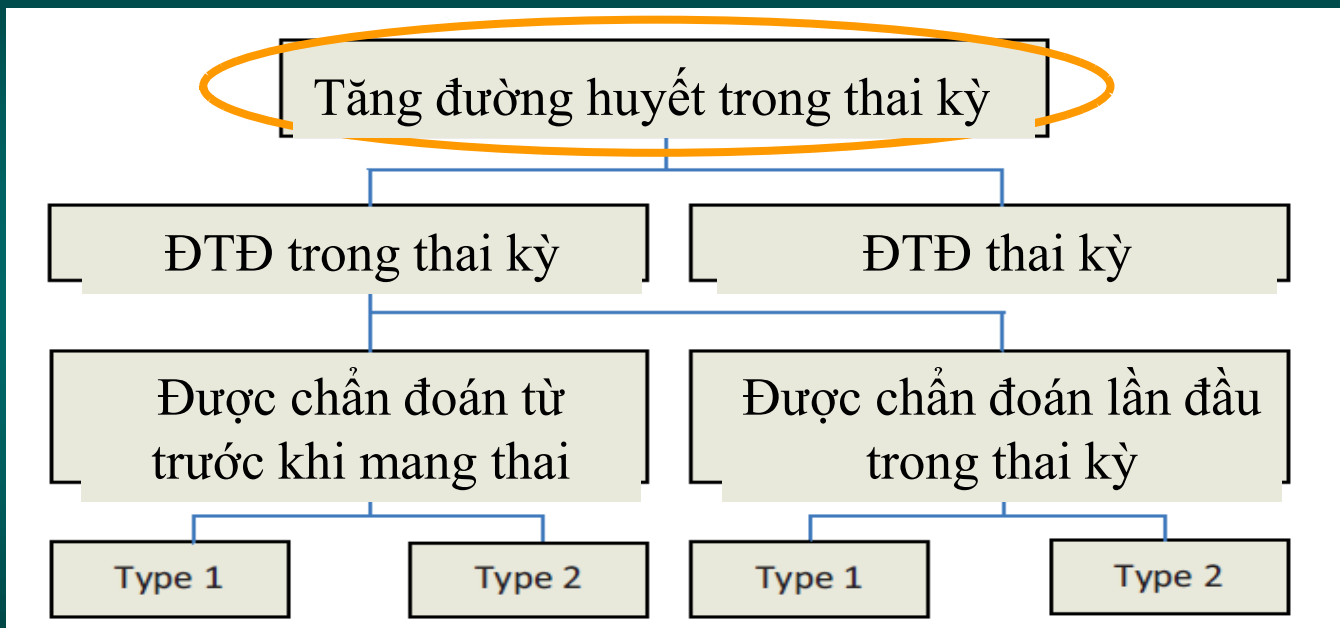 Tăng đường huyết trong thai kỳ
ĐTĐ trong thai kỳ
ĐTĐ thai kỳ
Được chẩn đoán từ
trước khi mang thai
Được chẩn đoán lần đầu
trong thai kỳ
Type 1
Type 2
Type 1
Type 2